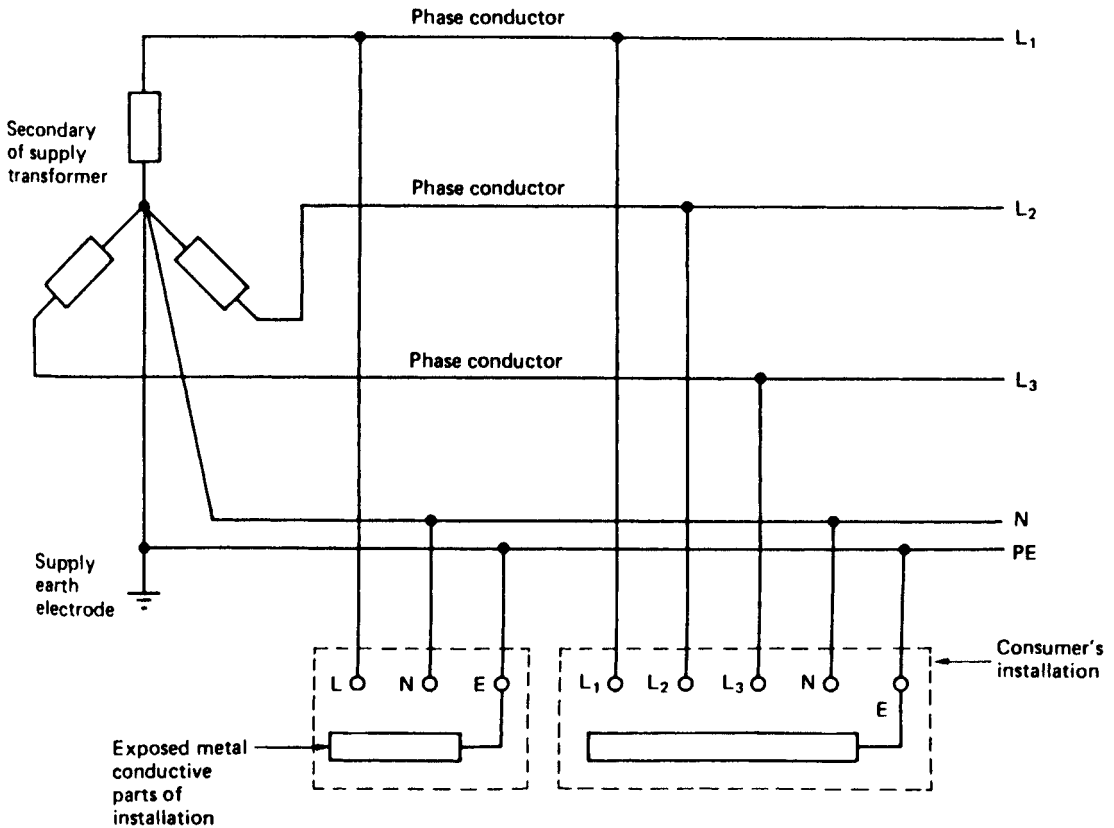 Phase conductor
L₁
Secondary
of supply
transformer
Phase conductor
L₂
Phase conductor
L₃
N
PE
Supply
earth
electrode
Consumer's
installation
L N E
L₁ L₂ L₃ N
E
Exposed metal
conductive
parts of
installation